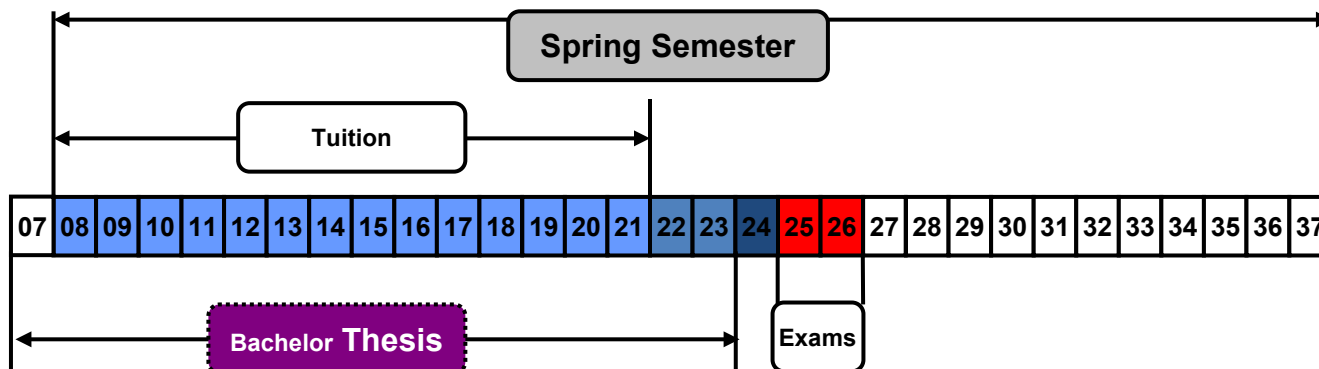 Spring Semester
Tuition
07 08 09 10 11 12 13 14 15 16 17 18 19 20 21 22 23 24 25 26 27 28 29 30 31 32 33 34 35 36 37
Bachelor Thesis
Exams